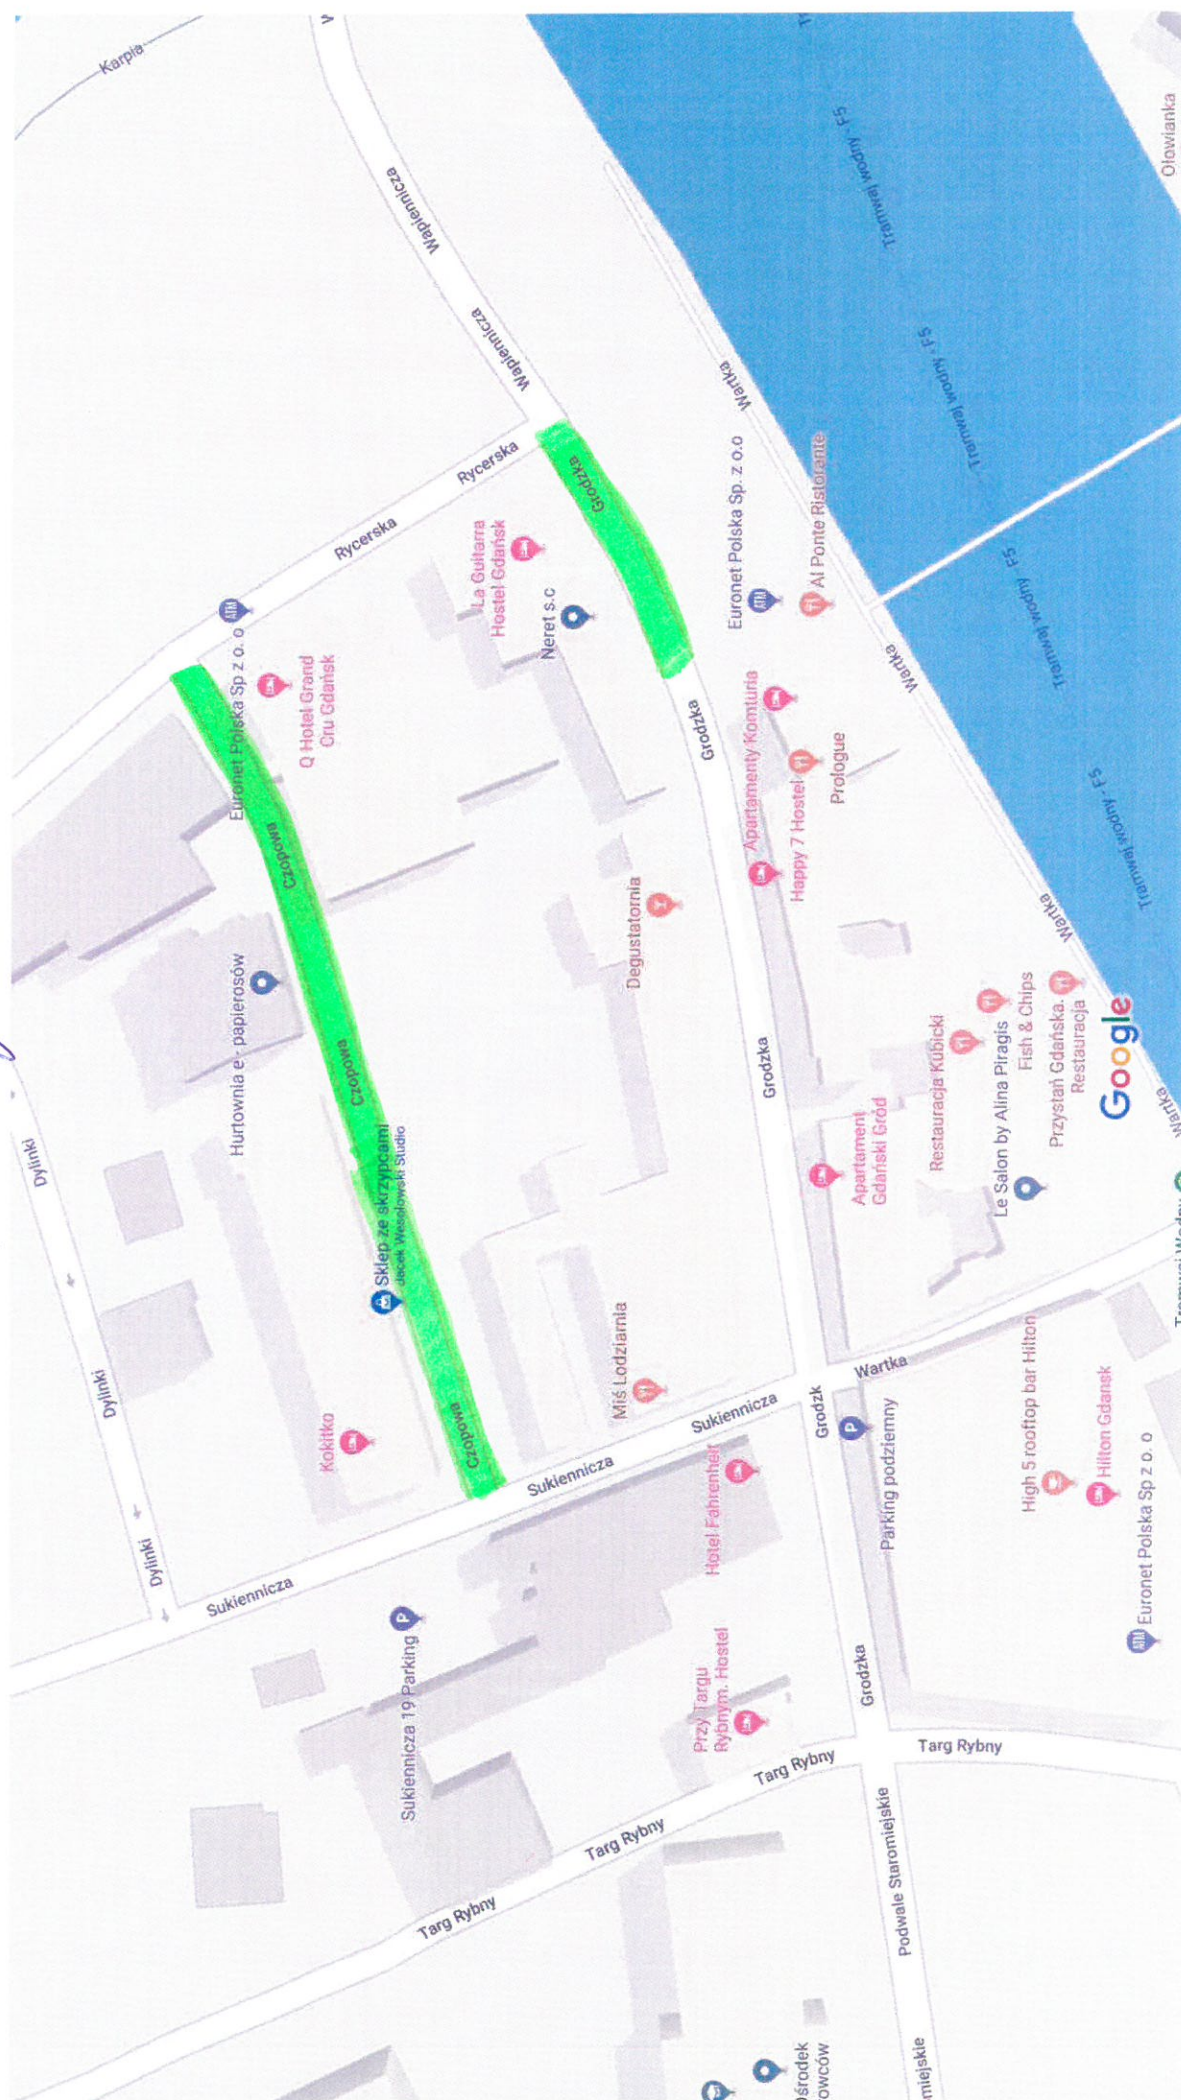 Karpia
Wapiennicza
Wapiennicza
Tramwaj wodny - F5
Ołowianka
Tramwaj wodny - F5
Wartka
Rycerska
Rycerska
Grodzka
Euronet Polska Sp. z o.o
Al Ponte Ristorante
La Guitarra
Hostel Gdańsk
Neret s.c
Tramwaj wodny - F5
Wartka
Euronet Polska Sp z o. o
Q Hotel Grand
Cru Gdańsk
Grodzka
Apartamenty Komturia
Happy 7 Hostel
Prologue
Tramwaj wodny - F5
Czopowa
Degustatornia
Wartka
Hurtownia e - papierosów
Czopowa
Grodzka
Restauracja Kubicki
Le Salon by Alina Piragis
Fish & Chips
Przystań Gdańska.
Restauracja
Google
Wartka
Dylinki
Sklep ze skrzypcami
Jacek Wesołowski Studio
Apartament
Gdański Gród
Tramwaj Wodny
Dylinki
Kokitko
Czopowa
Miś Lodziarnia
Sukiennicza
Wartka
Grodzk
Parking podziemny
High 5 rooftop bar Hilton
Hilton Gdansk
Euronet Polska Sp z o. o
Dylinki
Sukiennicza
Sukiennicza
Hotel Fahrenheit
Sukiennicza 19 Parking
Przy Targu
Rybnym. Hostel
Grodzka
Targ Rybny
Targ Rybny
Targ Rybny
Targ Rybny
Podwale Staromiejskie
Ośrodek
owców
miejskie